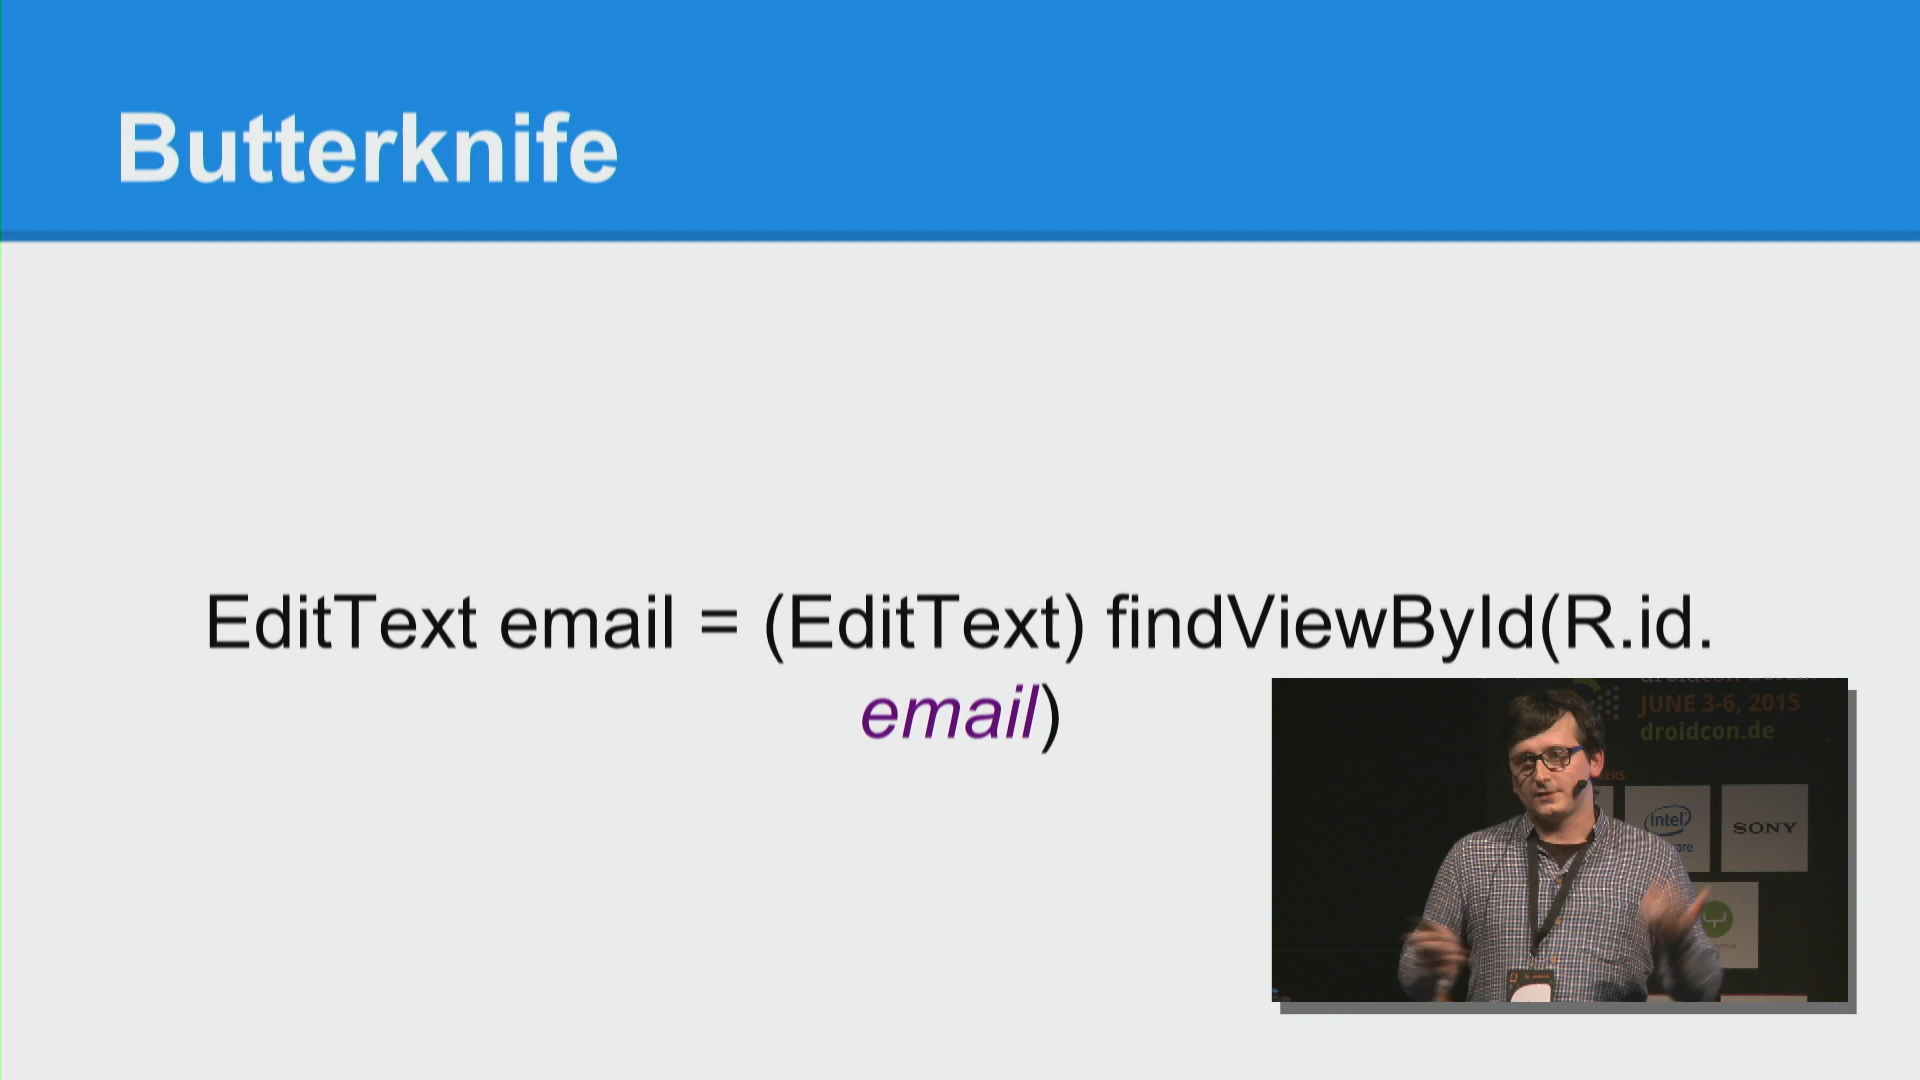 Butterknife
EditText email = (EditText) findViewById(R.id.
email)
JUNE 3-6, 2015
droidcon.de
intel
SONY